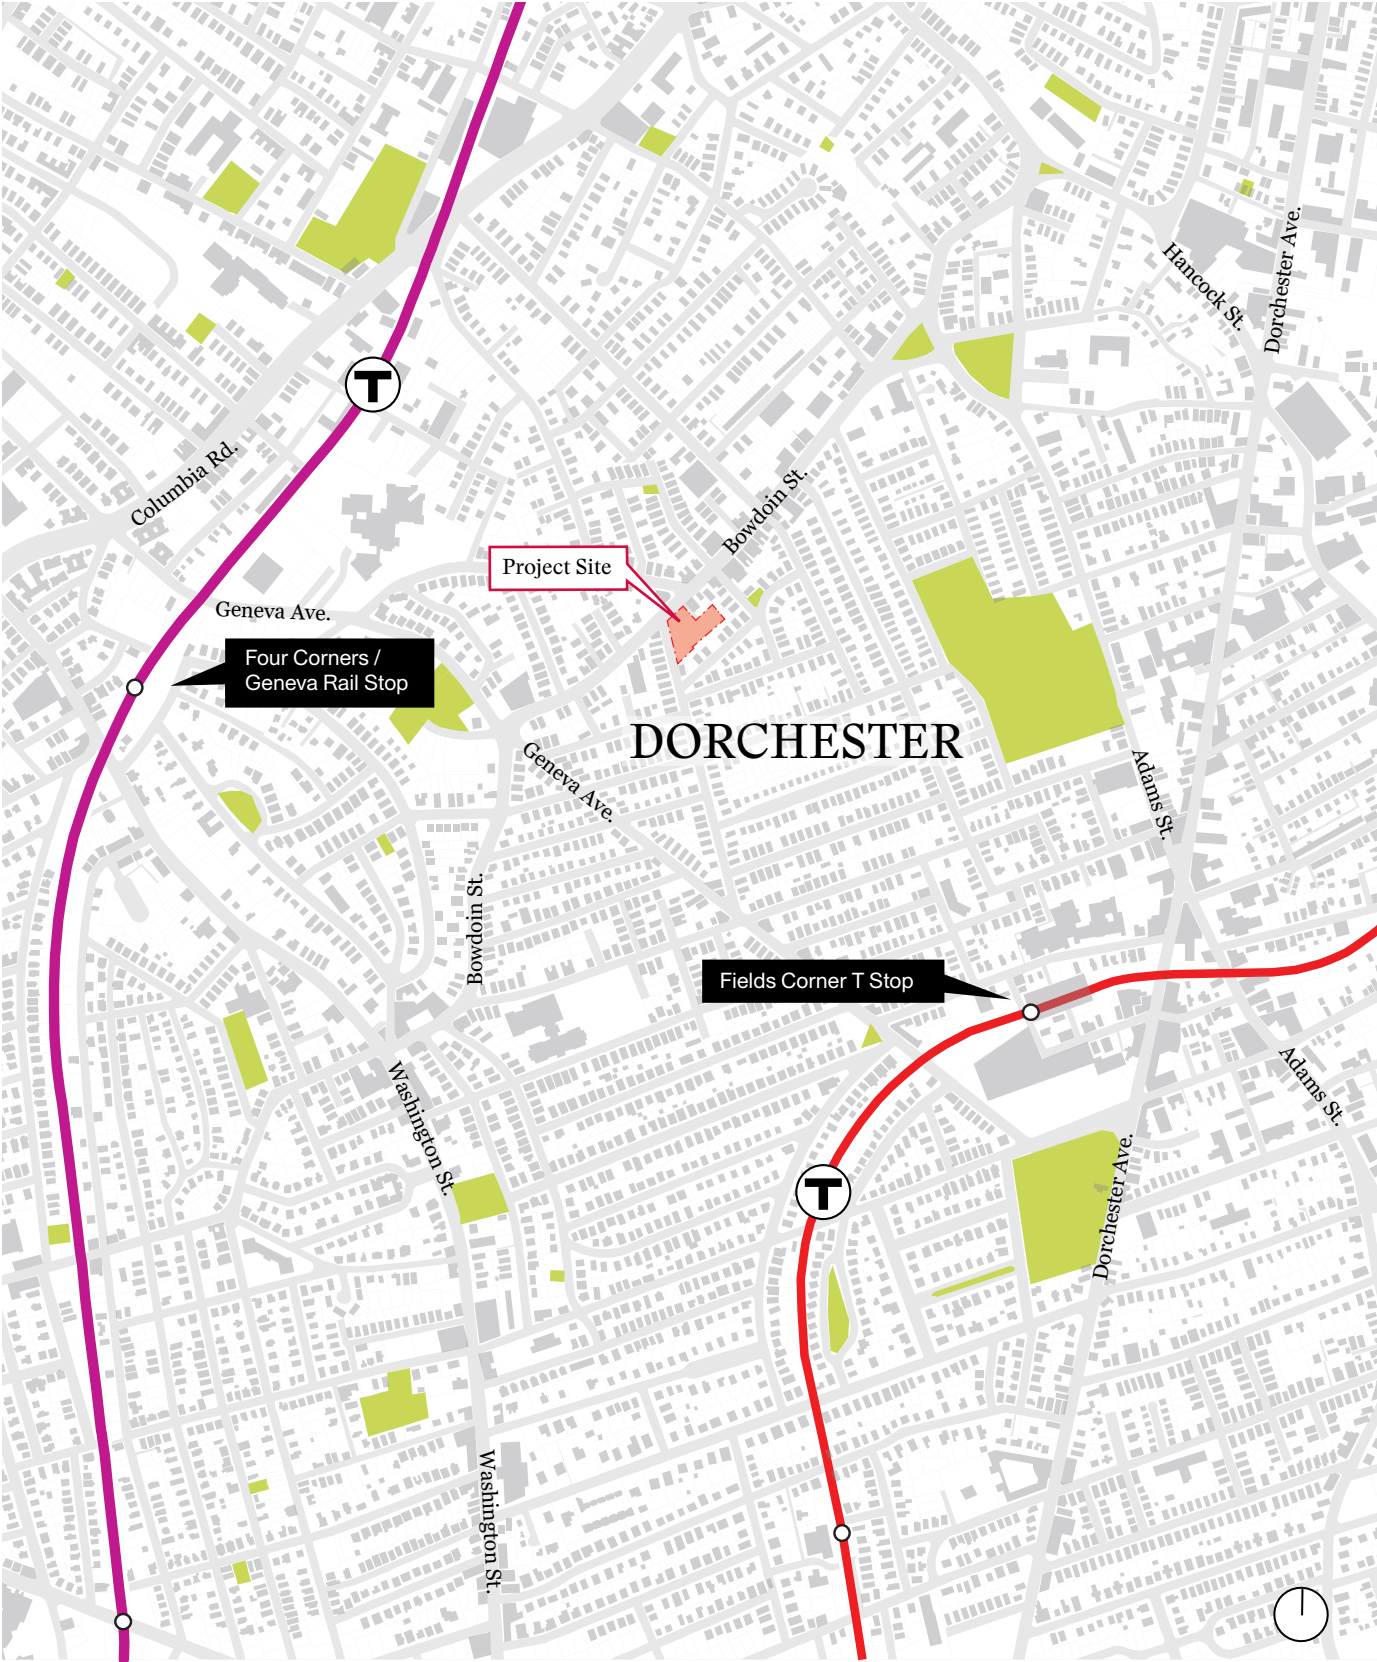 Hancock St.
Dorchester Ave.
T
Columbia Rd.
Bowdoin St.
Project Site
Geneva Ave.
Four Corners /
Geneva Rail Stop
DORCHESTER
Geneva Ave.
Adams St.
Bowdoin St.
Fields Corner T Stop
Washington St.
Adams St.
T
Dorchester Ave.
Washington St.